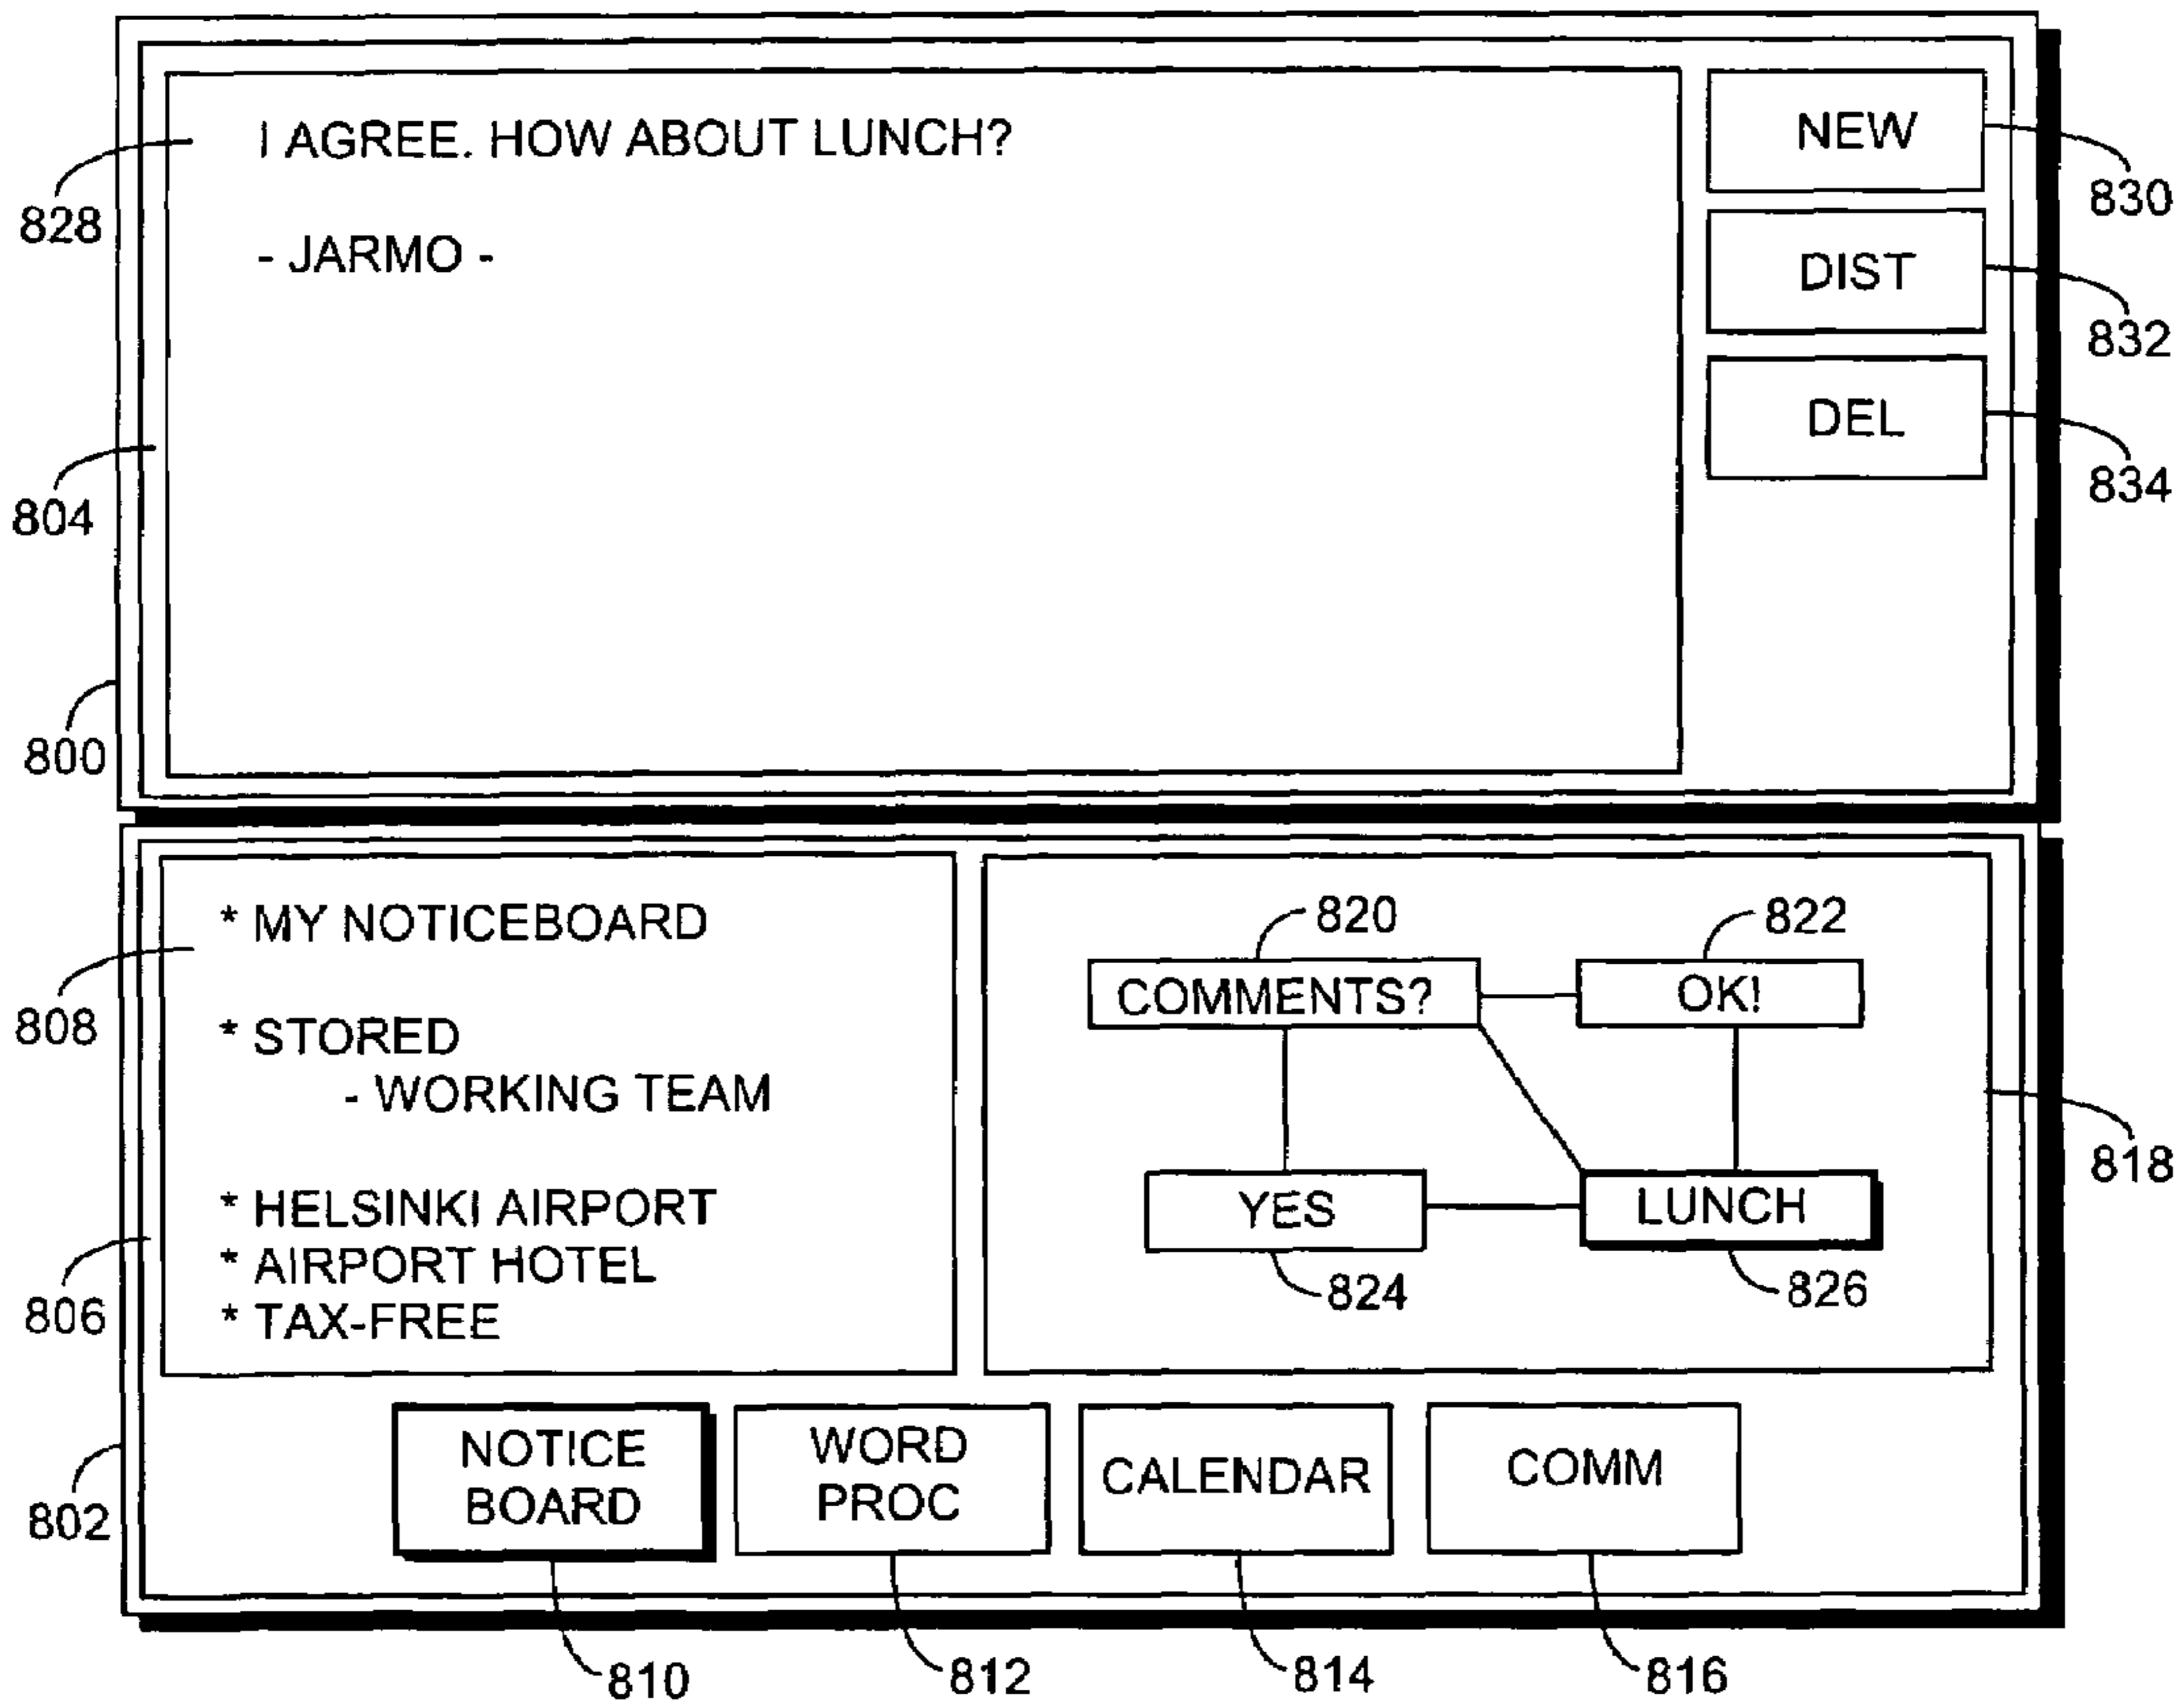 I AGREE. HOW ABOUT LUNCH?
- JARMO -
NEW
DIST
DEL
828
804
800
830
832
834
* MY NOTICEBOARD
* STORED
- WORKING TEAM
* HELSINKI AIRPORT
* AIRPORT HOTEL
* TAX-FREE
808
806
802
820
822
COMMENTS?
OK!
YES
LUNCH
824
826
818
NOTICE
BOARD
WORD
PROC
CALENDAR
COMM
810
812
814
816